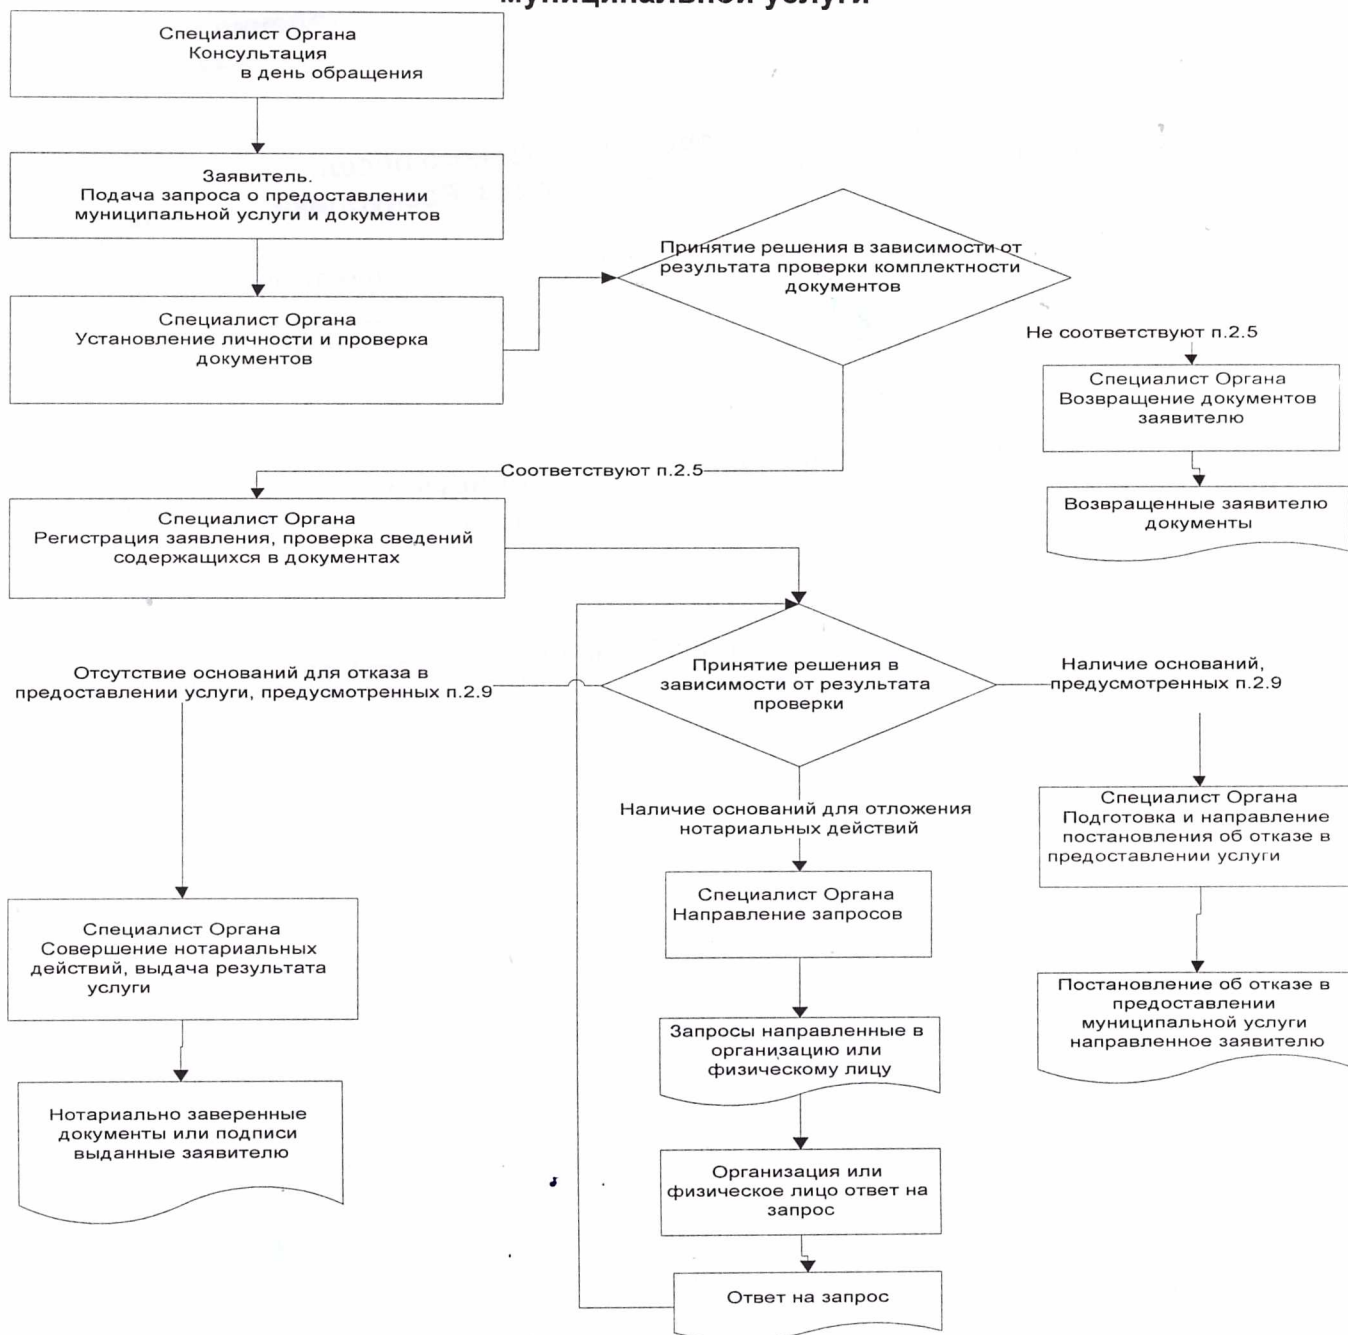 муниципальной услуги
Специалист Органа
Консультация
в день обращения
Заявитель.
Подача запроса о предоставлении
муниципальной услуги и документов
Принятие решения в зависимости от
результата проверки комплектности
документов
Специалист Органа
Установление личности и проверка
документов
Не соответствуют п.2.5
Специалист Органа
Возвращение документов
заявителю
Соответствуют п.2.5
Возвращенные заявителю
документы
Специалист Органа
Регистрация заявления, проверка сведений
содержащихся в документах
Отсутствие оснований для отказа в
предоставлении услуги, предусмотренных п.2.9
Принятие решения в
зависимости от результата
проверки
Наличие оснований,
предусмотренных п.2.9
Наличие оснований для отложения
нотариальных действий
Специалист Органа
Подготовка и направление
постановления об отказе в
предоставлении услуги
Специалист Органа
Направление запросов
Специалист Органа
Совершение нотариальных
действий, выдача результата
услуги
Постановление об отказе в
предоставлении
муниципальной услуги
направленное заявителю
Запросы направленные в
организацию или
физическому лицу
Нотариально заверенные
документы или подписи
выданные заявителю
Организация или
физическое лицо ответ на
запрос
Ответ на запрос